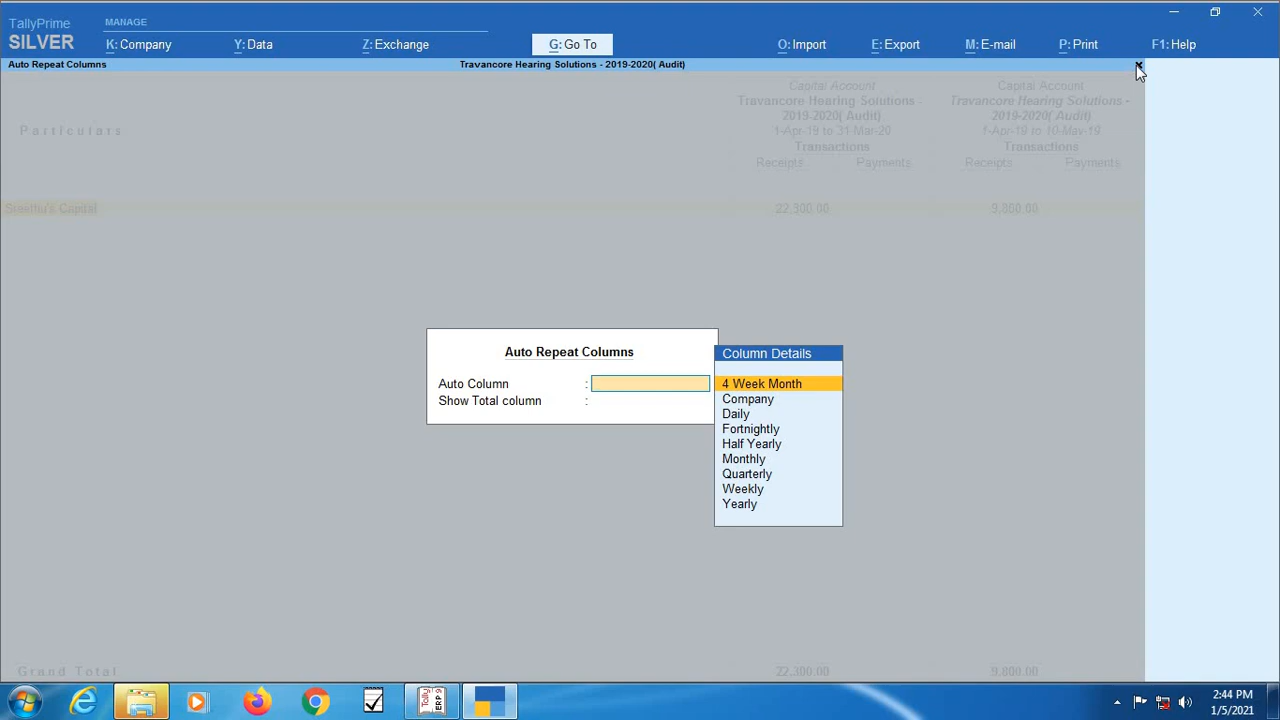 TallyPrime
SILVER
MANAGE
K: Company
Y: Data
Z: Exchange
G: Go To
O: Import
E: Export
M: E-mail
P: Print
F1: Help
Auto Repeat Columns
Travancore Hearing Solutions - 2019-2020( Audit)
Particulars
Capital Account
Travancore Hearing Solutions -
2019-2020( Audit)
1-Apr-19 to 31-Mar-20
Transactions
Receipts Payments
Capital Account
Travancore Hearing Solutions -
2019-2020( Audit)
1-Apr-19 to 10-May-19
Transactions
Receipts Payments
Capital 22,300.00 9,800.00
Auto Repeat Columns
Auto Column :
Show Total column :
Column Details
4 Week Month
Company
Daily
Fortnightly
Half Yearly
Monthly
Quarterly
Weekly
Yearly
Grand Total 22,300.00 9,800.00
Tally
ERP 9
2:44 PM
1/5/2021